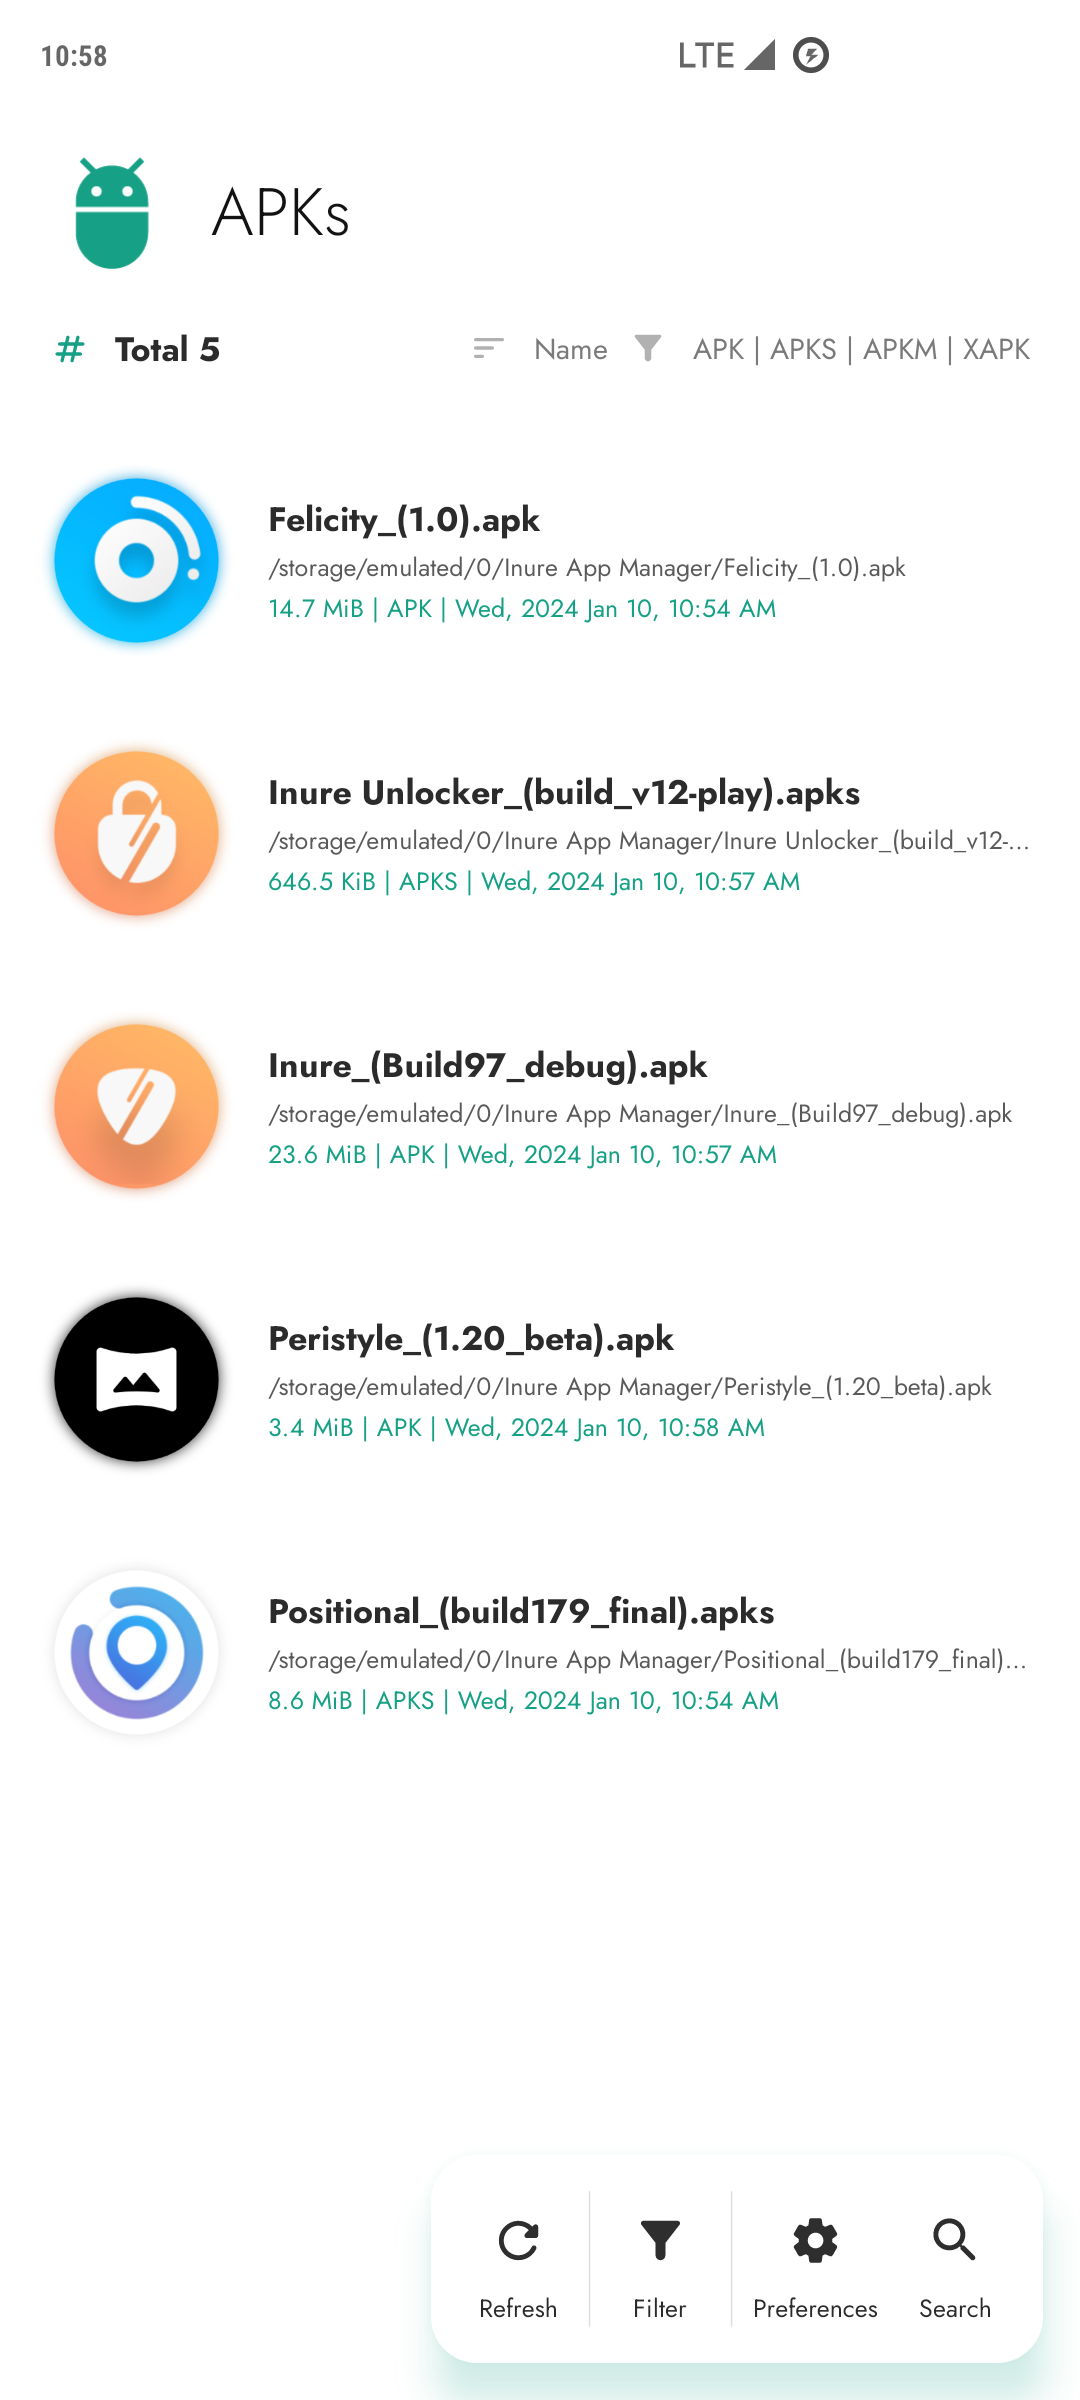 10:58 LTE
APKs
# Total 5 Name APK | APKS | APKM | XAPK
Felicity_(1.0).apk
/storage/emulated/0/Inure App Manager/Felicity_(1.0).apk
14.7 MiB | APK | Wed, 2024 Jan 10, 10:54 AM
Inure Unlocker_(build_v12-play).apks
/storage/emulated/0/Inure App Manager/Inure Unlocker_(build_v12-...
646.5 KiB | APKS | Wed, 2024 Jan 10, 10:57 AM
Inure_(Build97_debug).apk
/storage/emulated/0/Inure App Manager/Inure_(Build97_debug).apk
23.6 MiB | APK | Wed, 2024 Jan 10, 10:57 AM
Peristyle_(1.20_beta).apk
/storage/emulated/0/Inure App Manager/Peristyle_(1.20_beta).apk
3.4 MiB | APK | Wed, 2024 Jan 10, 10:58 AM
Positional_(build179_final).apks
/storage/emulated/0/Inure App Manager/Positional_(build179_final)...
8.6 MiB | APKS | Wed, 2024 Jan 10, 10:54 AM
Refresh Filter Preferences Search